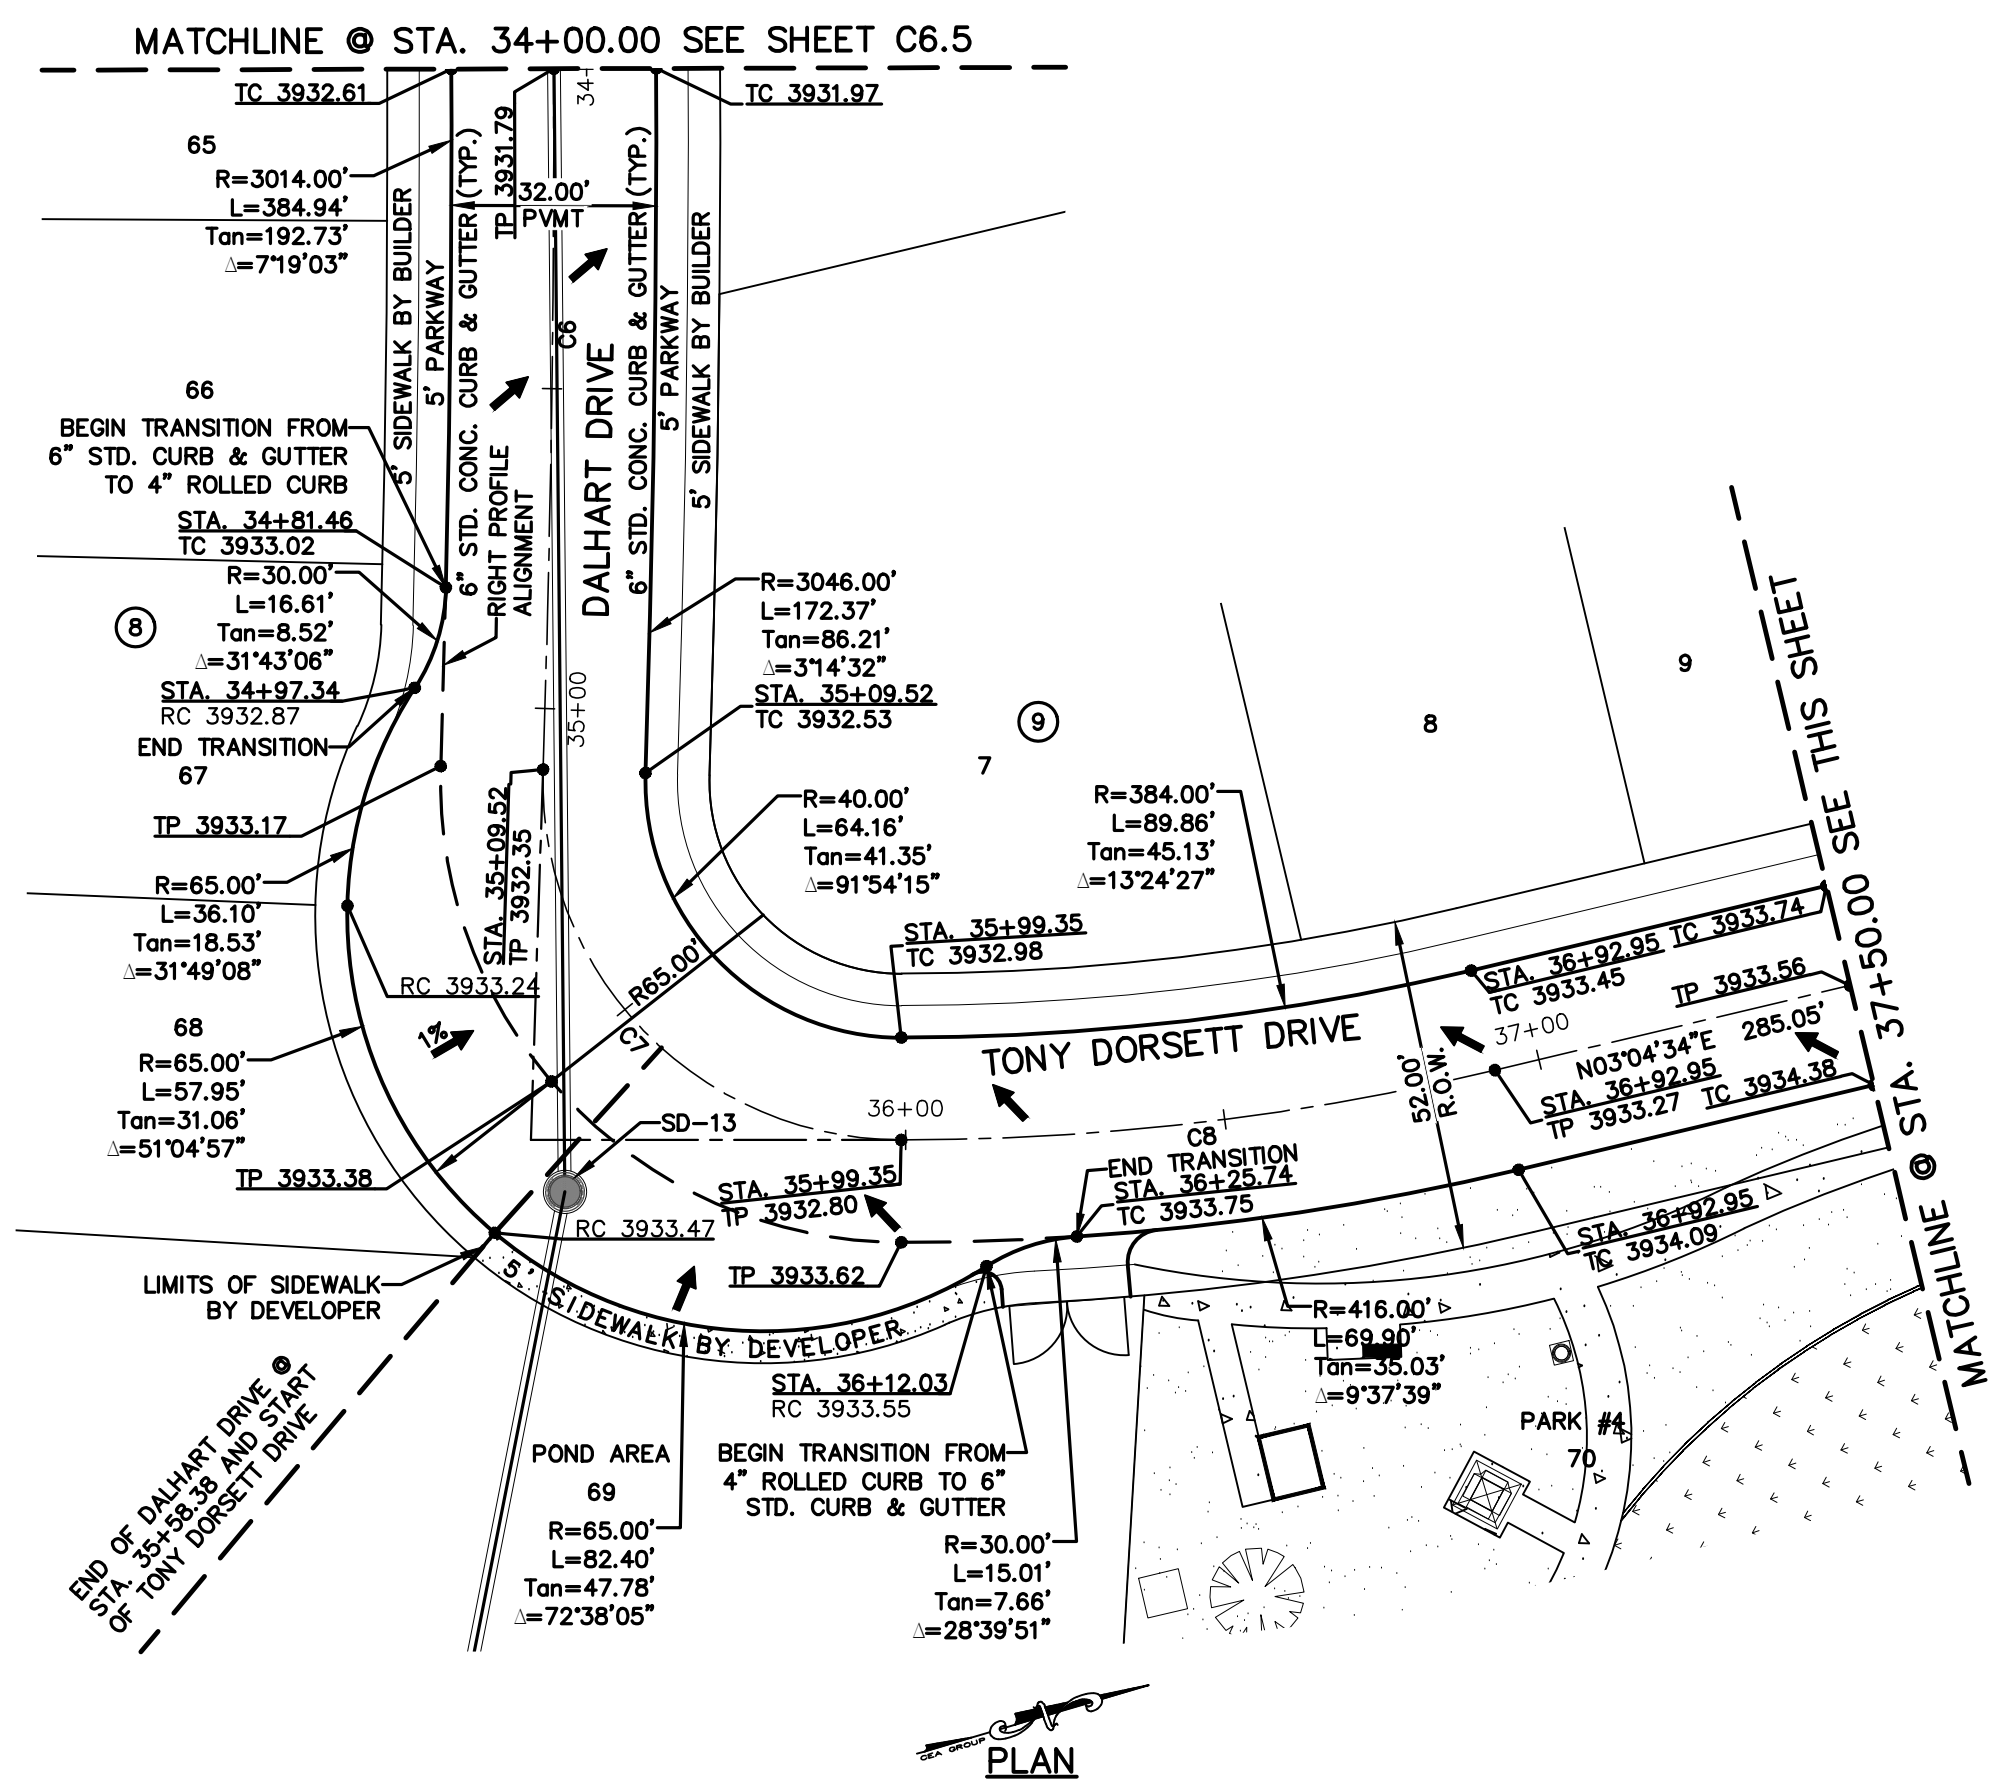 MATCHLINE @ STA. 34+00.00 SEE SHEET C6.5
TC 3932.61
TP 3931.79
34
TC 3931.97
65
R=3014.00'
L=384.94'
Tan=192.73'
Δ=7°19'03"
32.00'
PVMT
5' SIDEWALK BY BUILDER
5' PARKWAY
6" STD. CONC. CURB & GUTTER (TYP.)
C6
DALHART DRIVE
6" STD. CONC. CURB & GUTTER (TYP.)
5' PARKWAY
5' SIDEWALK BY BUILDER
66
BEGIN TRANSITION FROM
6" STD. CURB & GUTTER
TO 4" ROLLED CURB
RIGHT PROFILE
ALIGNMENT
STA. 34+81.46
TC 3933.02
R=30.00'
L=16.61'
Tan=8.52'
Δ=31°43'06"
8
STA. 34+97.34
RC 3932.87
END TRANSITION
67
TP 3933.17
35+00
R=3046.00'
L=172.37'
Tan=86.21'
Δ=3°14'32"
STA. 35+09.52
TC 3932.53
STA. 35+09.52
TP 3932.35
9
7
8
9
R=40.00'
L=64.16'
Tan=41.35'
Δ=91°54'15"
R=384.00'
L=89.86'
Tan=45.13'
Δ=13°24'27"
R=65.00'
L=36.10'
Tan=18.53'
Δ=31°49'08"
RC 3933.24
R65.00'
C7
1%
STA. 35+99.35
TC 3932.98
STA. 36+92.95
TC 3933.45
TC 3933.74
TP 3933.56
37+00
N03°04'34"E 285.05'
STA. 36+92.95
TP 3933.27
TC 3934.38
TONY DORSETT DRIVE
52.00'
R.O.W.
68
R=65.00'
L=57.95'
Tan=31.06'
Δ=51°04'57"
TP 3933.38
36+00
SD-13
C8
END TRANSITION
STA. 36+25.74
TC 3933.75
STA. 35+99.35
TP 3932.80
STA. 36+92.95
TC 3934.09
RC 3933.47
TP 3933.62
LIMITS OF SIDEWALK
BY DEVELOPER
5' SIDEWALK BY DEVELOPER
R=416.00'
L=69.90'
Tan=35.03'
Δ=9°37'39"
STA. 36+12.03
RC 3933.55
END OF DALHART DRIVE @
STA. 35+58.38 AND START
OF TONY DORSETT DRIVE
POND AREA
69
R=65.00'
L=82.40'
Tan=47.78'
Δ=72°38'05"
BEGIN TRANSITION FROM
4" ROLLED CURB TO 6"
STD. CURB & GUTTER
R=30.00'
L=15.01'
Tan=7.66'
Δ=28°39'51"
PARK #4
70
MATCHLINE @ STA. 37+50.00 SEE THIS SHEET
CEA GROUP
PLAN